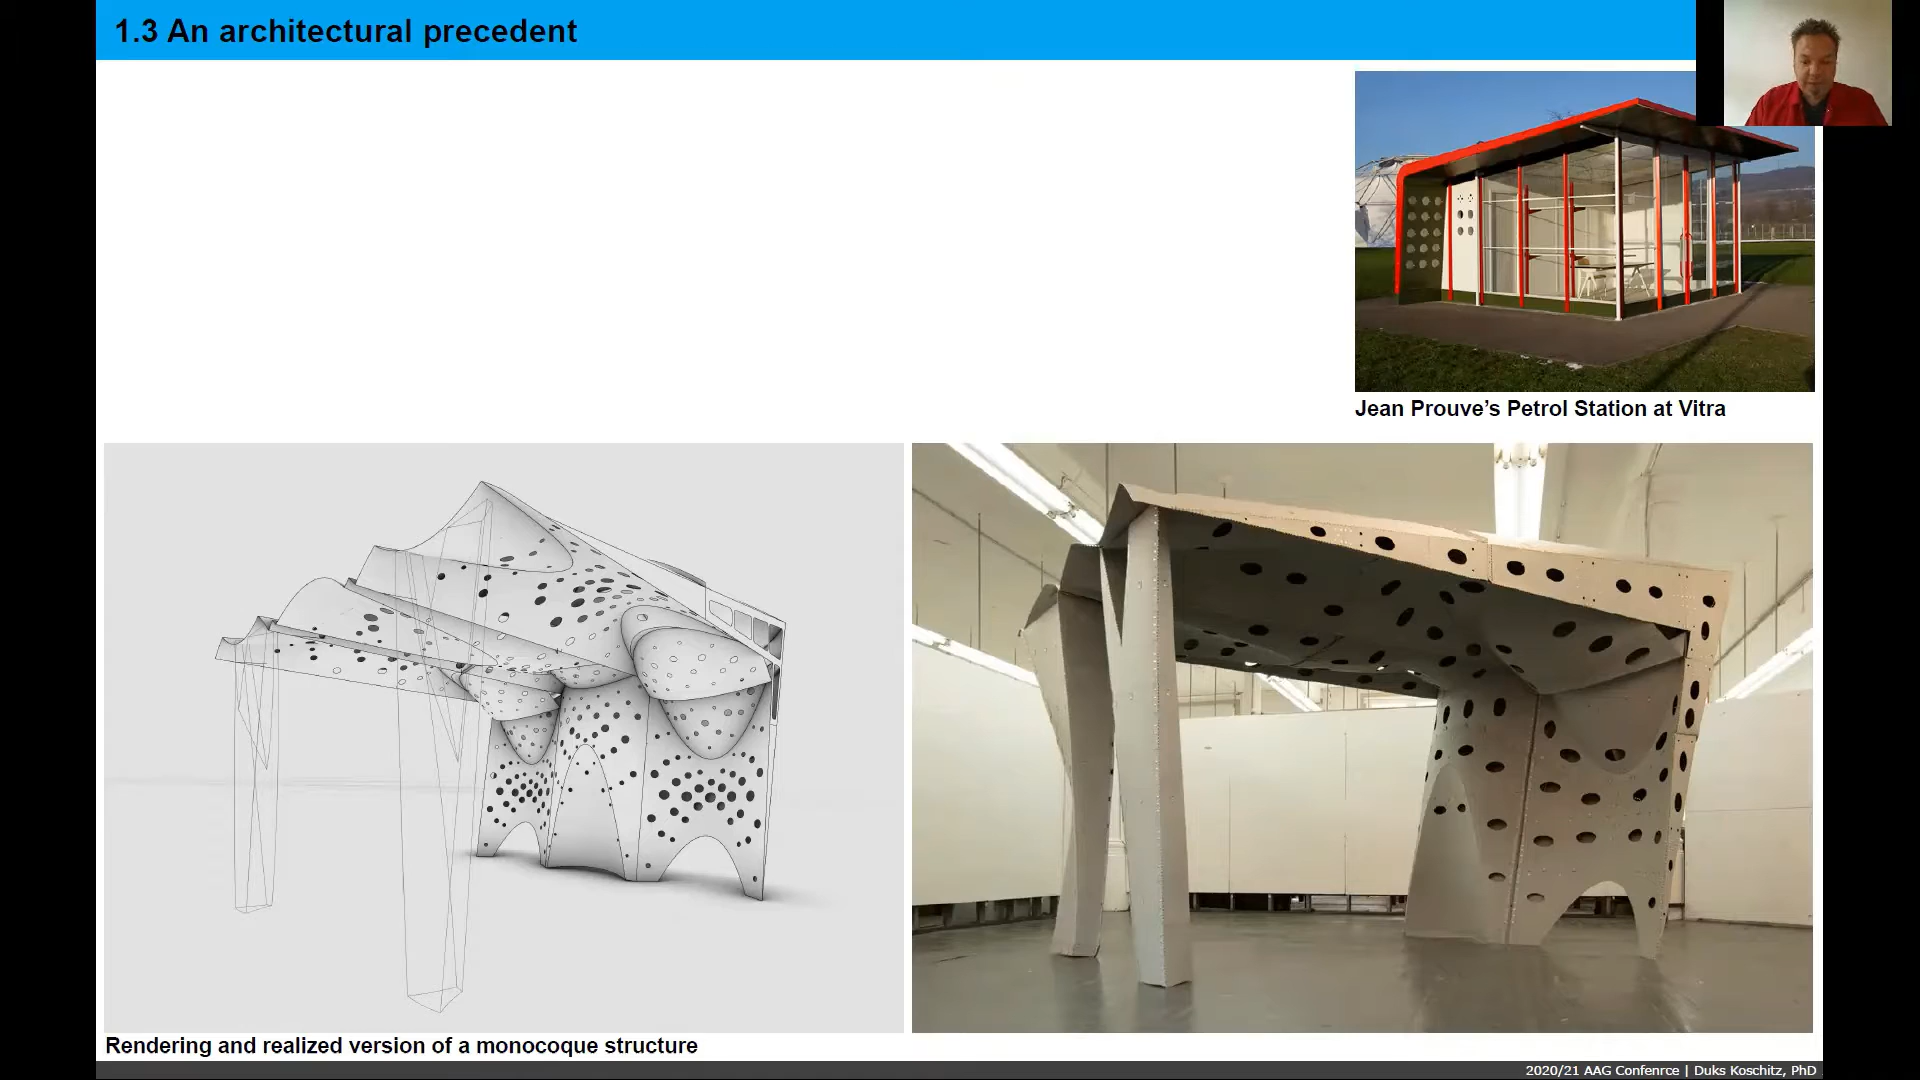 1.3 An architectural precedent
Jean Prouve's Petrol Station at Vitra
Rendering and realized version of a monocoque structure
2020/21 AAG Confenrce | Duks Koschitz, PhD